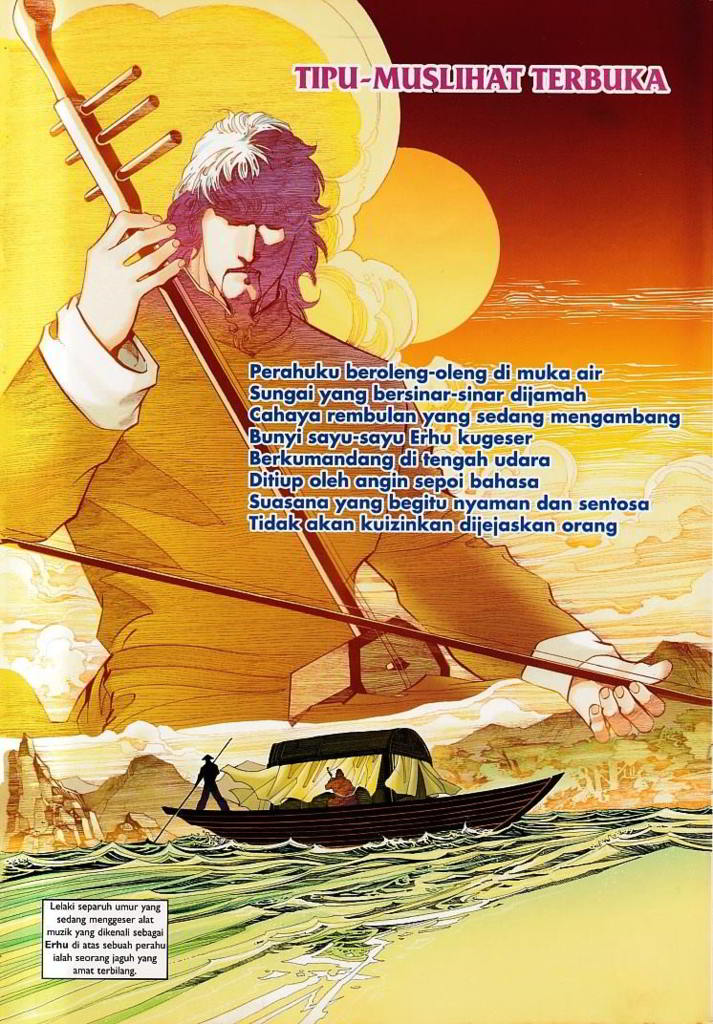 TIPU-MUSLIHAT TERBUKA
Perahuku beroleng-oleng di muka air
Sungai yang bersinar-sinar dijamah
Cahaya rembulan yang sedang mengambang
Bunyi sayu-sayu Erhu kugeser
Berkumandang di tengah udara
Ditiup oleh angin sepoi bahasa
Suasana yang begitu nyaman dan sentosa
Tidak akan kuizinkan dijejaskan orang
Lelaki separuh umur yang
sedang menggeser alat
muzik yang dikenali sebagai
Erhu di atas sebuah perahu
ialah seorang jaguh yang
amat terbilang.